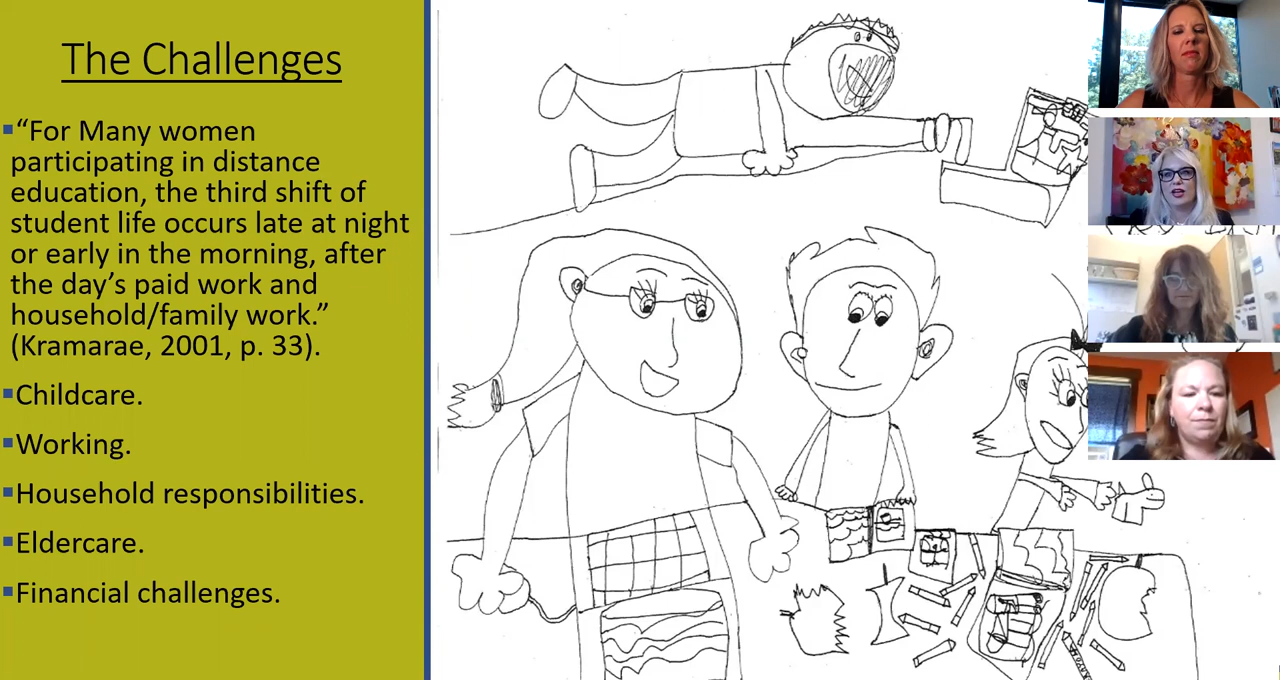 The Challenges
“For Many women
participating in distance
education, the third shift of
student life occurs late at night
or early in the morning, after
the day’s paid work and
household/family work.”
(Kramarae, 2001, p. 33).
Childcare.
Working.
Household responsibilities.
Eldercare.
Financial challenges.